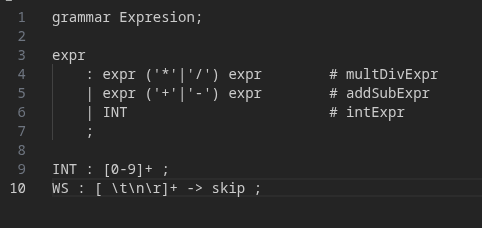 1 grammar Expresion;
2
3 expr
4 : expr ('*'|'/') expr # multDivExpr
5 | expr ('+'|'-') expr # addSubExpr
6 | INT # intExpr
7 ;
8
9 INT : [0-9]+ ;
10 WS : [ \t\n\r]+ -> skip ;